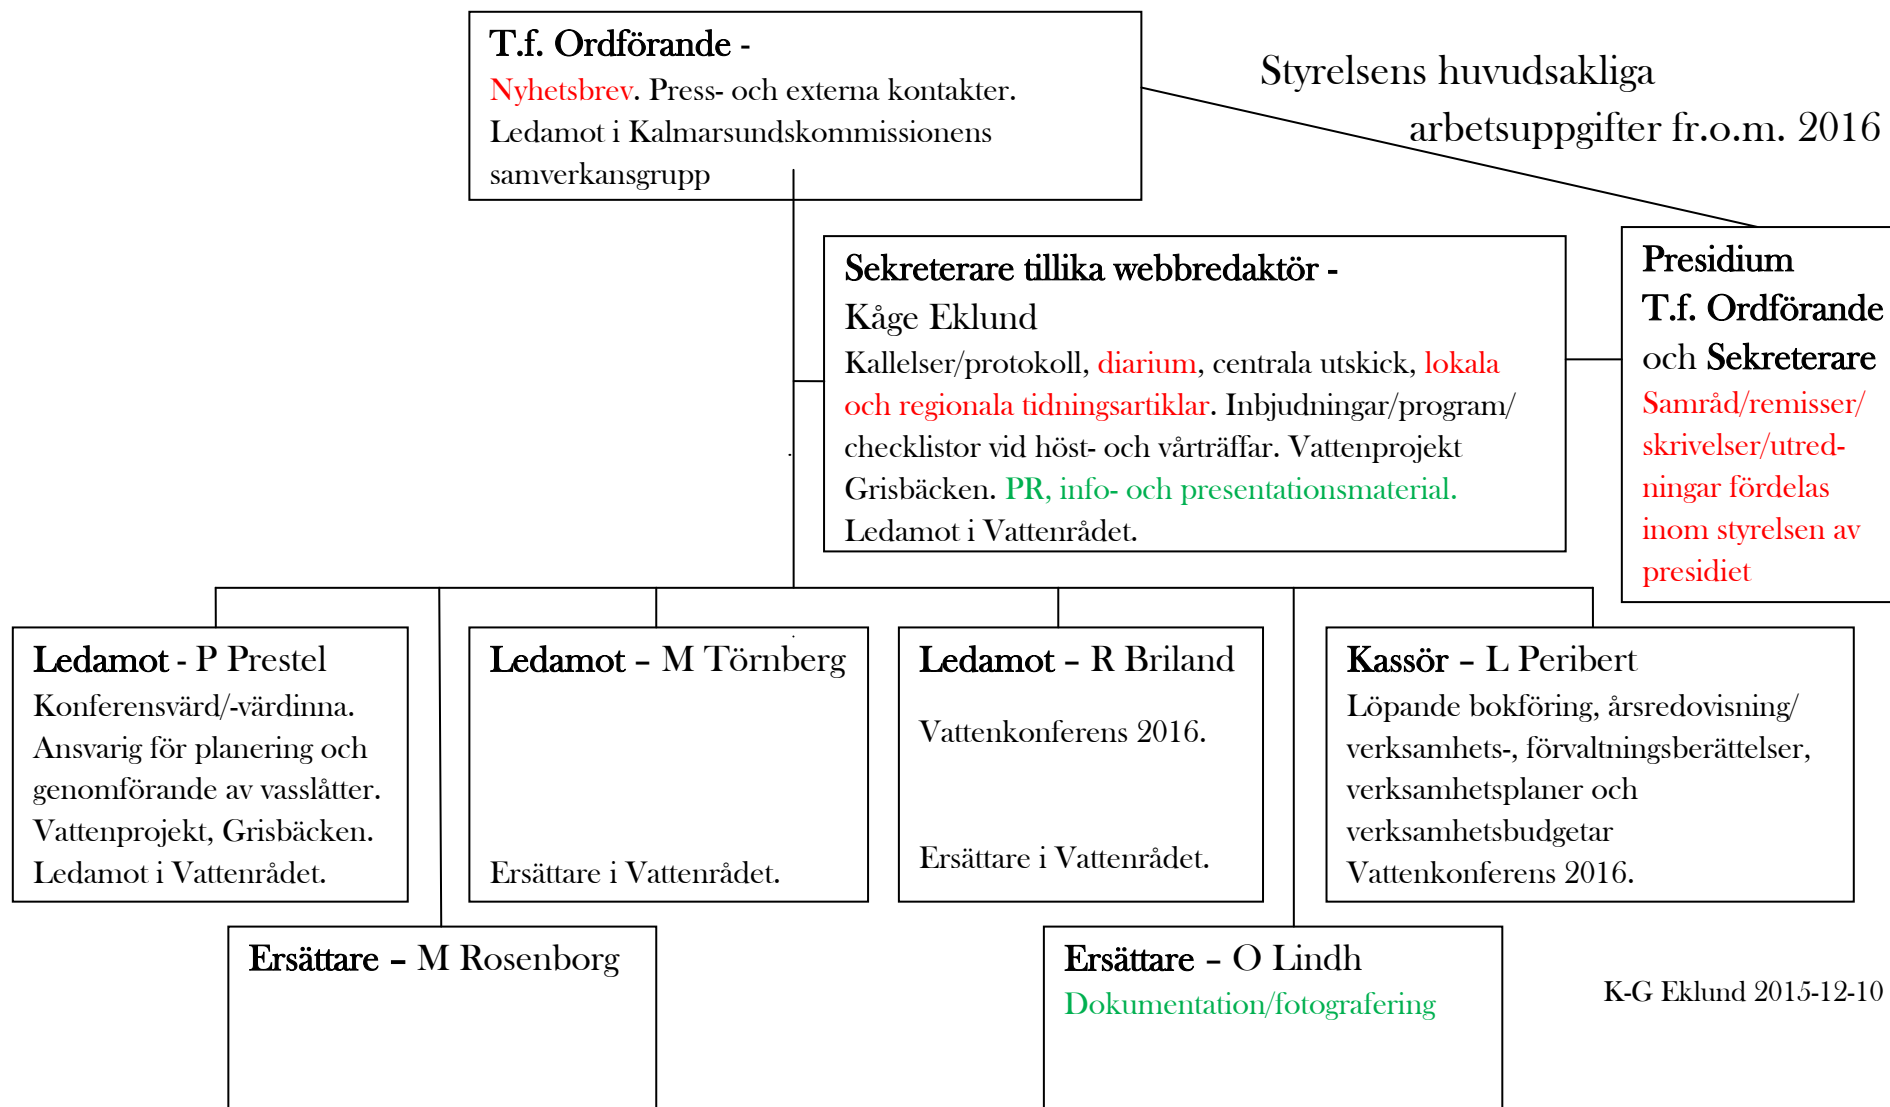 T.f. Ordförande -
Nyhetsbrev. Press- och externa kontakter.
Ledamot i Kalmarsundskommissionens
samverkansgrupp
Styrelsens huvudsakliga
arbetsuppgifter fr.o.m. 2016
Sekreterare tillika webbredaktör -
Kåge Eklund
Kallelser/protokoll, diarium, centrala utskick, lokala
och regionala tidningsartiklar. Inbjudningar/program/
checklistor vid höst- och vårträffar. Vattenprojekt
Grisbäcken. PR, info- och presentationsmaterial.
Ledamot i Vattenrådet.
Presidium
T.f. Ordförande
och Sekreterare
Samråd/remisser/
skrivelser/utred-
ningar fördelas
inom styrelsen av
presidiet
Ledamot - P Prestel
Konferensvärd/-värdinna.
Ansvarig för planering och
genomförande av vasslåtter.
Vattenprojekt, Grisbäcken.
Ledamot i Vattenrådet.
Ledamot – M Törnberg
Ersättare i Vattenrådet.
Ledamot – R Briland
Vattenkonferens 2016.
Ersättare i Vattenrådet.
Kassör – L Peribert
Löpande bokföring, årsredovisning/
verksamhets-, förvaltningsberättelser,
verksamhetsplaner och
verksamhetsbudgetar
Vattenkonferens 2016.
Ersättare – M Rosenborg
Ersättare – O Lindh
Dokumentation/fotografering
K-G Eklund 2015-12-10